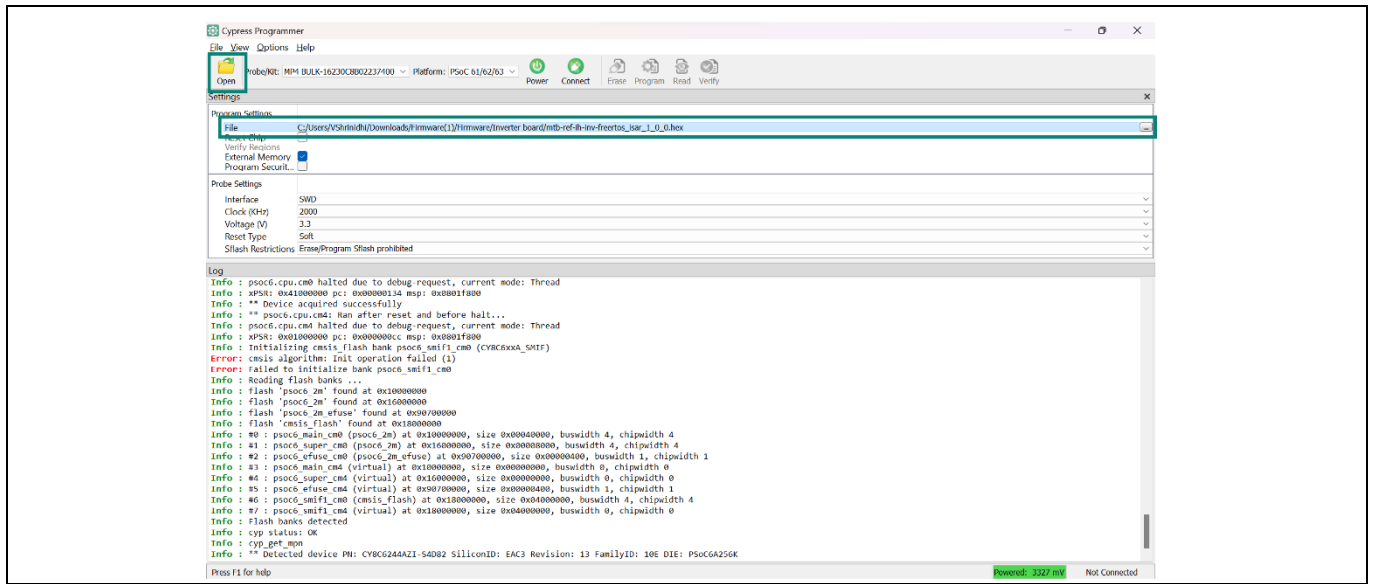 Cypress Programmer
File View Options Help
Open Probe/Kit: MP4 BULK-16230C8B02237400 Platform: PSoC 61/62/63 Power Connect Erase Program Read Verify
Settings
Program Settings
File C:/Users/VShrinidhi/Downloads/Firmware(1)/Firmware/Inverter board/mtb-ref-ih-inv-freertos_isar_1_0_0.hex ...
Reset Chip
Verify Regions
External Memory
Program Securit...
Probe Settings
Interface SWD
Clock (KHz) 2000
Voltage (V) 3.3
Reset Type Soft
Sflash Restrictions Erase/Program Sflash prohibited
Log
Info : psoc6.cpu.cm0 halted due to debug-request, current mode: Thread
Info : xPSR: 0x41000000 pc: 0x00000134 msp: 0x0801f800
Info : ** Device acquired successfully
Info : ** psoc6.cpu.cm4: Ran after reset and before halt...
Info : psoc6.cpu.cm4 halted due to debug-request, current mode: Thread
Info : xPSR: 0x01000000 pc: 0x000000cc msp: 0x0801f800
Info : Initializing cmsis_flash bank psoc6_smif1_cm0 (CY8C6xxA_SMIF)
Error: cmsis algorithm: Init operation failed (1)
Error: Failed to initialize bank psoc6_smif1_cm0
Info : Reading flash banks ...
Info : flash 'psoc6_2m' found at 0x10000000
Info : flash 'psoc6_2m' found at 0x16000000
Info : flash 'psoc6_2m_efuse' found at 0x90700000
Info : flash 'cmsis_flash' found at 0x18000000
Info : #0 : psoc6_main_cm0 (psoc6_2m) at 0x10000000, size 0x00040000, buswidth 4, chipwidth 4
Info : #1 : psoc6_super_cm0 (psoc6_2m) at 0x16000000, size 0x00008000, buswidth 4, chipwidth 4
Info : #2 : psoc6_efuse_cm0 (psoc6_2m_efuse) at 0x90700000, size 0x00000400, buswidth 1, chipwidth 1
Info : #3 : psoc6_main_cm4 (virtual) at 0x10000000, size 0x00000000, buswidth 0, chipwidth 0
Info : #4 : psoc6_super_cm4 (virtual) at 0x16000000, size 0x00000000, buswidth 0, chipwidth 0
Info : #5 : psoc6_efuse_cm4 (virtual) at 0x90700000, size 0x00000400, buswidth 1, chipwidth 1
Info : #6 : psoc6_smif1_cm0 (cmsis_flash) at 0x18000000, size 0x04000000, buswidth 4, chipwidth 4
Info : #7 : psoc6_smif1_cm4 (virtual) at 0x18000000, size 0x04000000, buswidth 0, chipwidth 0
Info : Flash banks detected
Info : cyp status: OK
Info : cyp_get_mpn
Info : ** Detected device PN: CY8C6244AZI-S4D82 SiliconID: EAC3 Revision: 13 FamilyID: 10E DIE: PSoC6A256K
Press F1 for help Powered: 3327 mV Not Connected